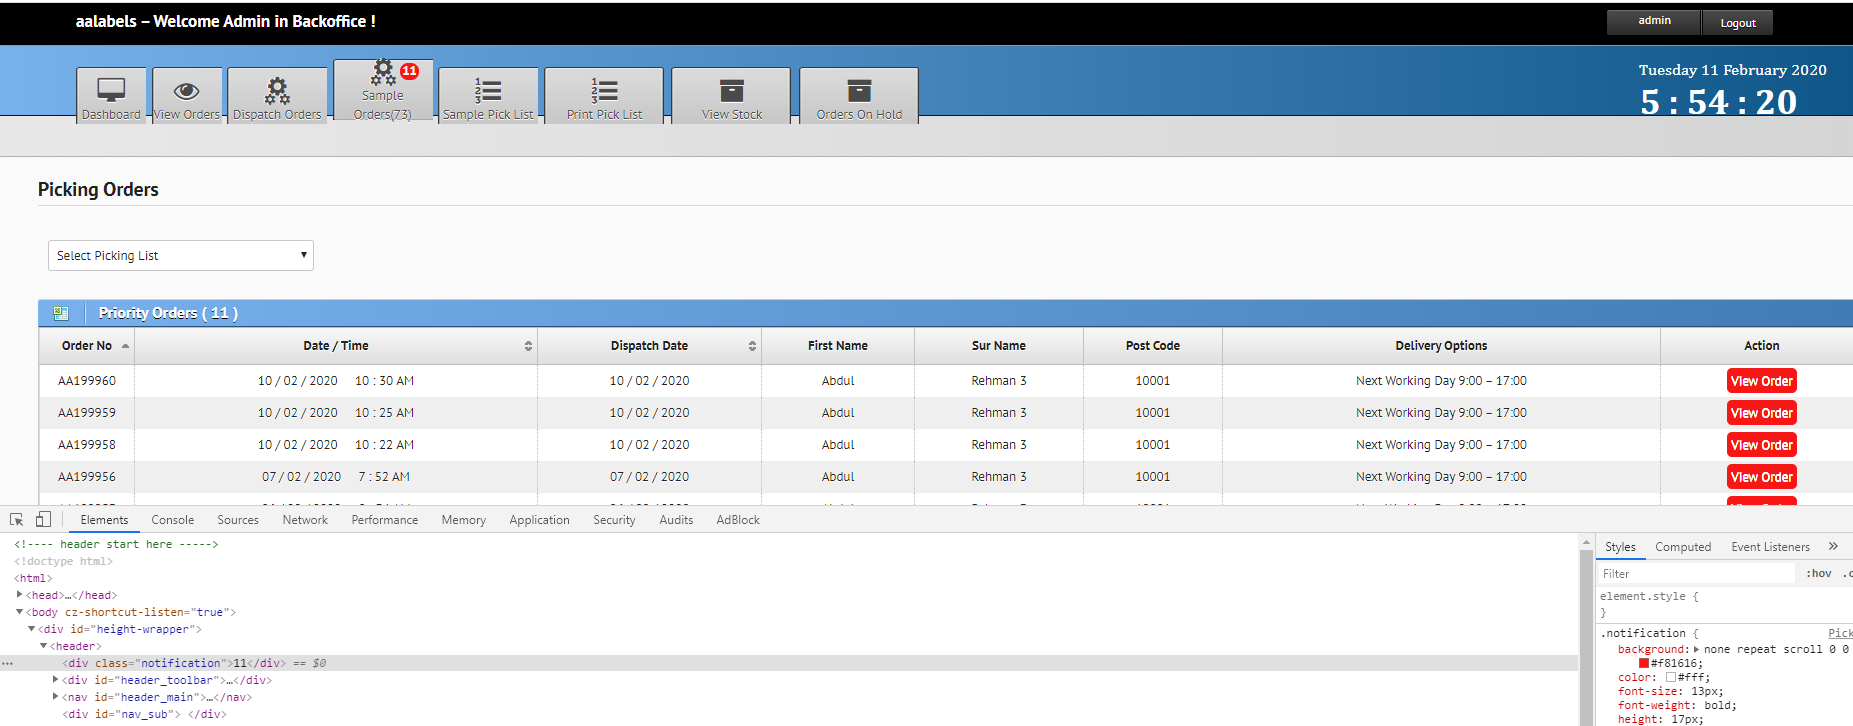 aalabels – Welcome Admin in Backoffice !
admin
Logout
Dashboard
View Orders
Dispatch Orders
11
Sample
Orders(73)
Sample Pick List
Print Pick List
View Stock
Orders On Hold
Tuesday 11 February 2020
5 : 54 : 20
Picking Orders
Select Picking List
Priority Orders ( 11 )
Order No Date / Time Dispatch Date First Name Sur Name Post Code Delivery Options Action
AA199960 10 / 02 / 2020 10 : 30 AM 10 / 02 / 2020 Abdul Rehman 3 10001 Next Working Day 9:00 – 17:00 View Order
AA199959 10 / 02 / 2020 10 : 25 AM 10 / 02 / 2020 Abdul Rehman 3 10001 Next Working Day 9:00 – 17:00 View Order
AA199958 10 / 02 / 2020 10 : 22 AM 10 / 02 / 2020 Abdul Rehman 3 10001 Next Working Day 9:00 – 17:00 View Order
AA199956 07 / 02 / 2020 7 : 52 AM 07 / 02 / 2020 Abdul Rehman 3 10001 Next Working Day 9:00 – 17:00 View Order
Elements Console Sources Network Performance Memory Application Security Audits AdBlock
<!---- header start here ----->
<!doctype html>
<html>
<head>…</head>
<body cz-shortcut-listen="true">
<div id="height-wrapper">
<header>
<div class="notification">11</div> == $0
<div id="header_toolbar">…</div>
<nav id="header_main">…</nav>
<div id="nav_sub"> </div>
Styles Computed Event Listeners »
Filter :hov .c
element.style {
}
.notification { Pick
background: none repeat scroll 0 0
#f81616;
color: #fff;
font-size: 13px;
font-weight: bold;
height: 17px;